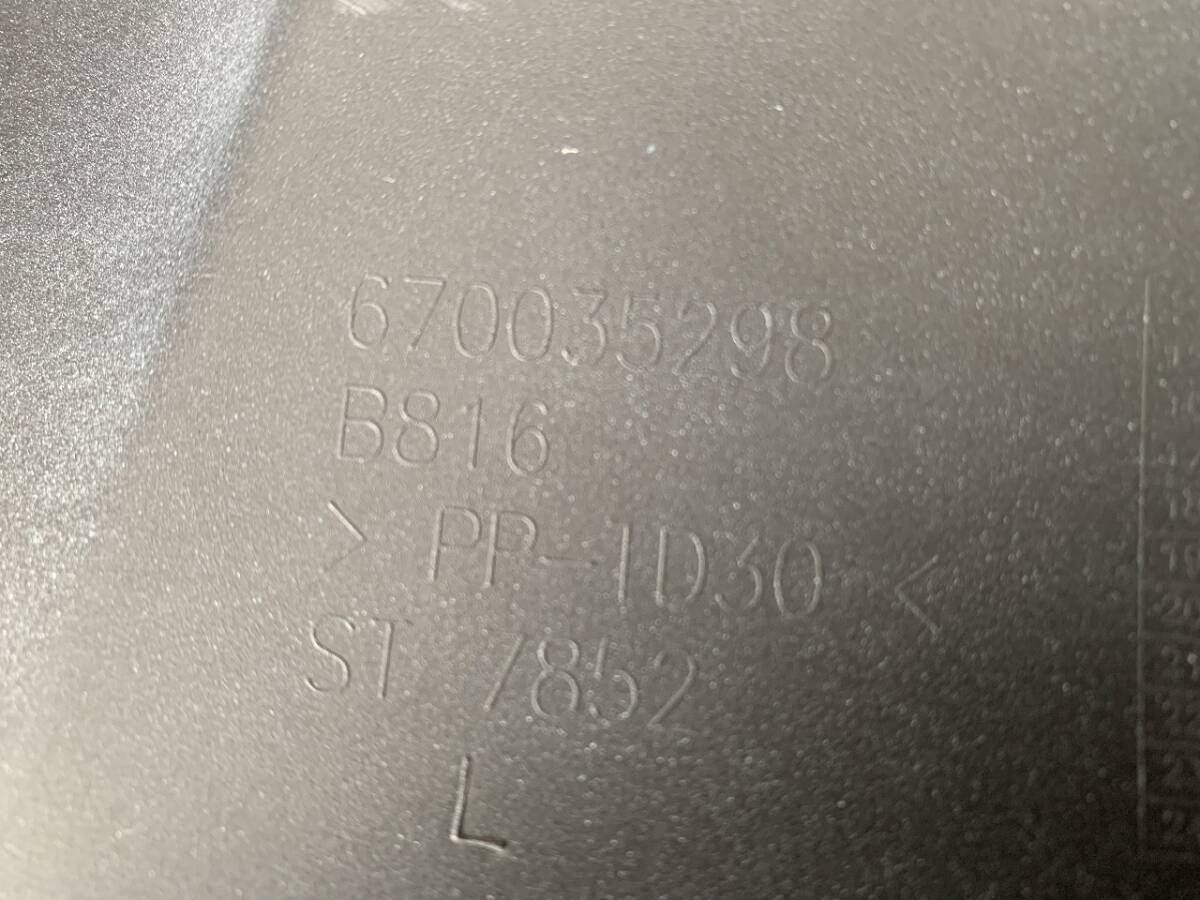 670035298
B816
> PP-TD30 <
ST 7852
L